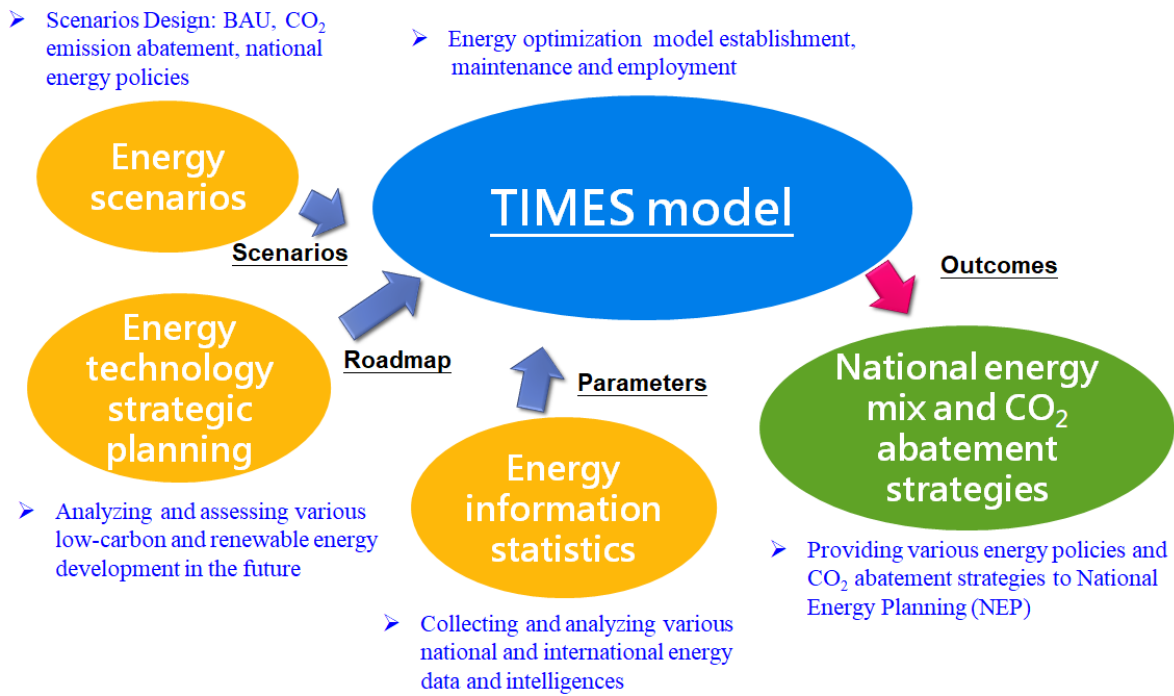 ➢ Scenarios Design: BAU, CO₂
emission abatement, national
energy policies
➢ Energy optimization model establishment,
maintenance and employment
Energy
scenarios
TIMES model
Scenarios
Outcomes
Energy
technology
strategic
planning
Roadmap
Parameters
National energy
mix and CO₂
abatement
strategies
Energy
information
statistics
➢ Analyzing and assessing various
low-carbon and renewable energy
development in the future
➢ Providing various energy policies and
CO₂ abatement strategies to National
Energy Planning (NEP)
➢ Collecting and analyzing various
national and international energy
data and intelligences